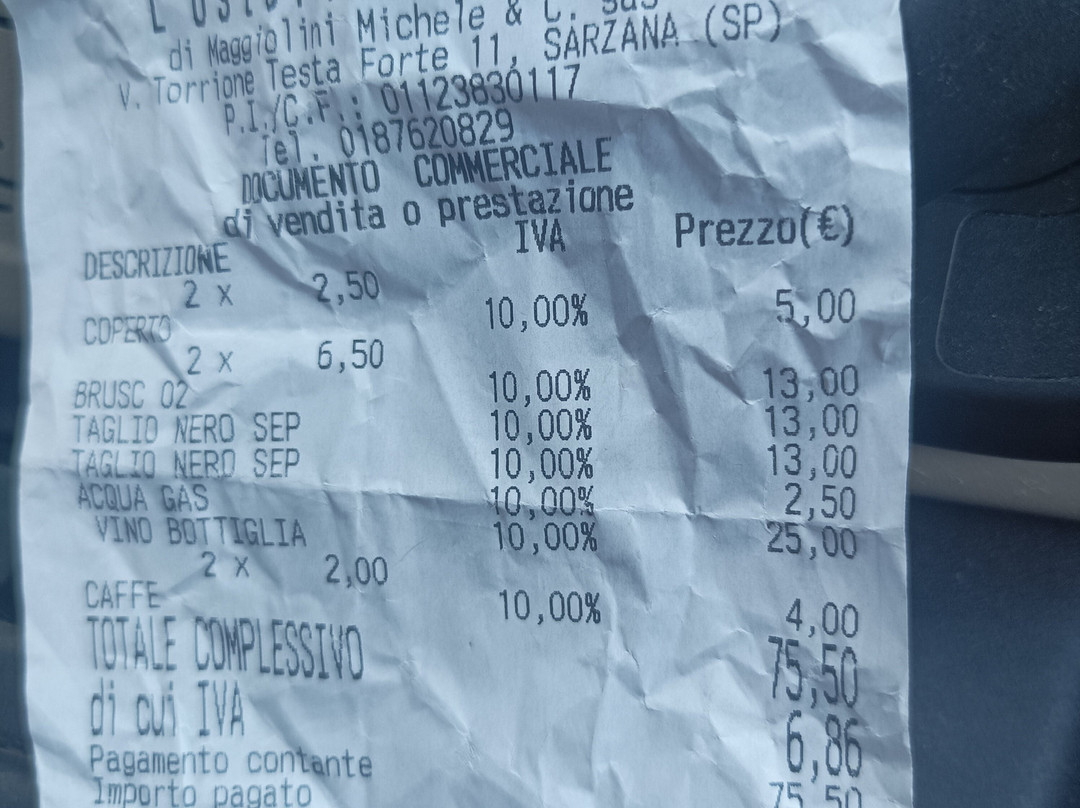 di Maggiolini Michele & C. sas
V. Torrione Testa Forte 11, SARZANA (SP)
P.I./C.F.: 01123830117
Tel. 0187620829
DOCUMENTO COMMERCIALE
di vendita o prestazione
DESCRIZIONE IVA Prezzo(€)
2 x 2,50
COPERTO 10,00% 5,00
2 x 6,50
BRUSC 02 10,00% 13,00
TAGLIO NERO SEP 10,00% 13,00
TAGLIO NERO SEP 10,00% 13,00
ACQUA GAS 10,00% 2,50
VINO BOTTIGLIA 10,00% 25,00
2 x 2,00
CAFFE 10,00% 4,00
TOTALE COMPLESSIVO 75,50
di cui IVA 6,86
Pagamento contante
Importo pagato 75,50